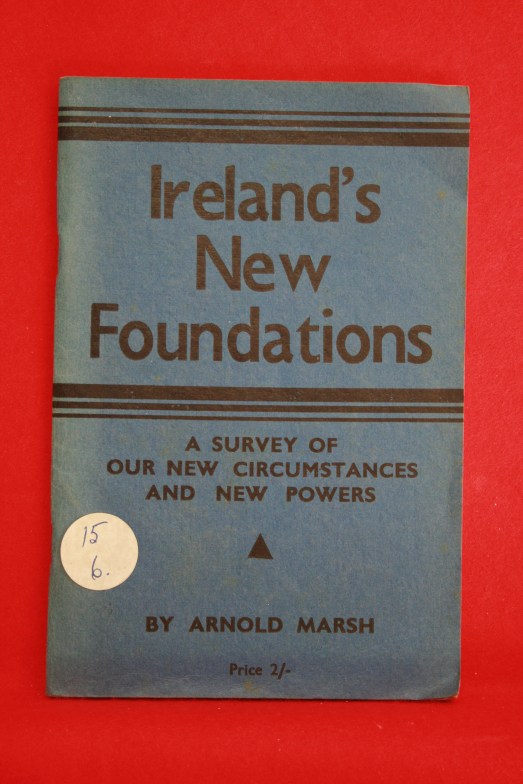 Ireland's
New
Foundations
A SURVEY OF
OUR NEW CIRCUMSTANCES
AND NEW POWERS
15
6.
BY ARNOLD MARSH
Price 2/-